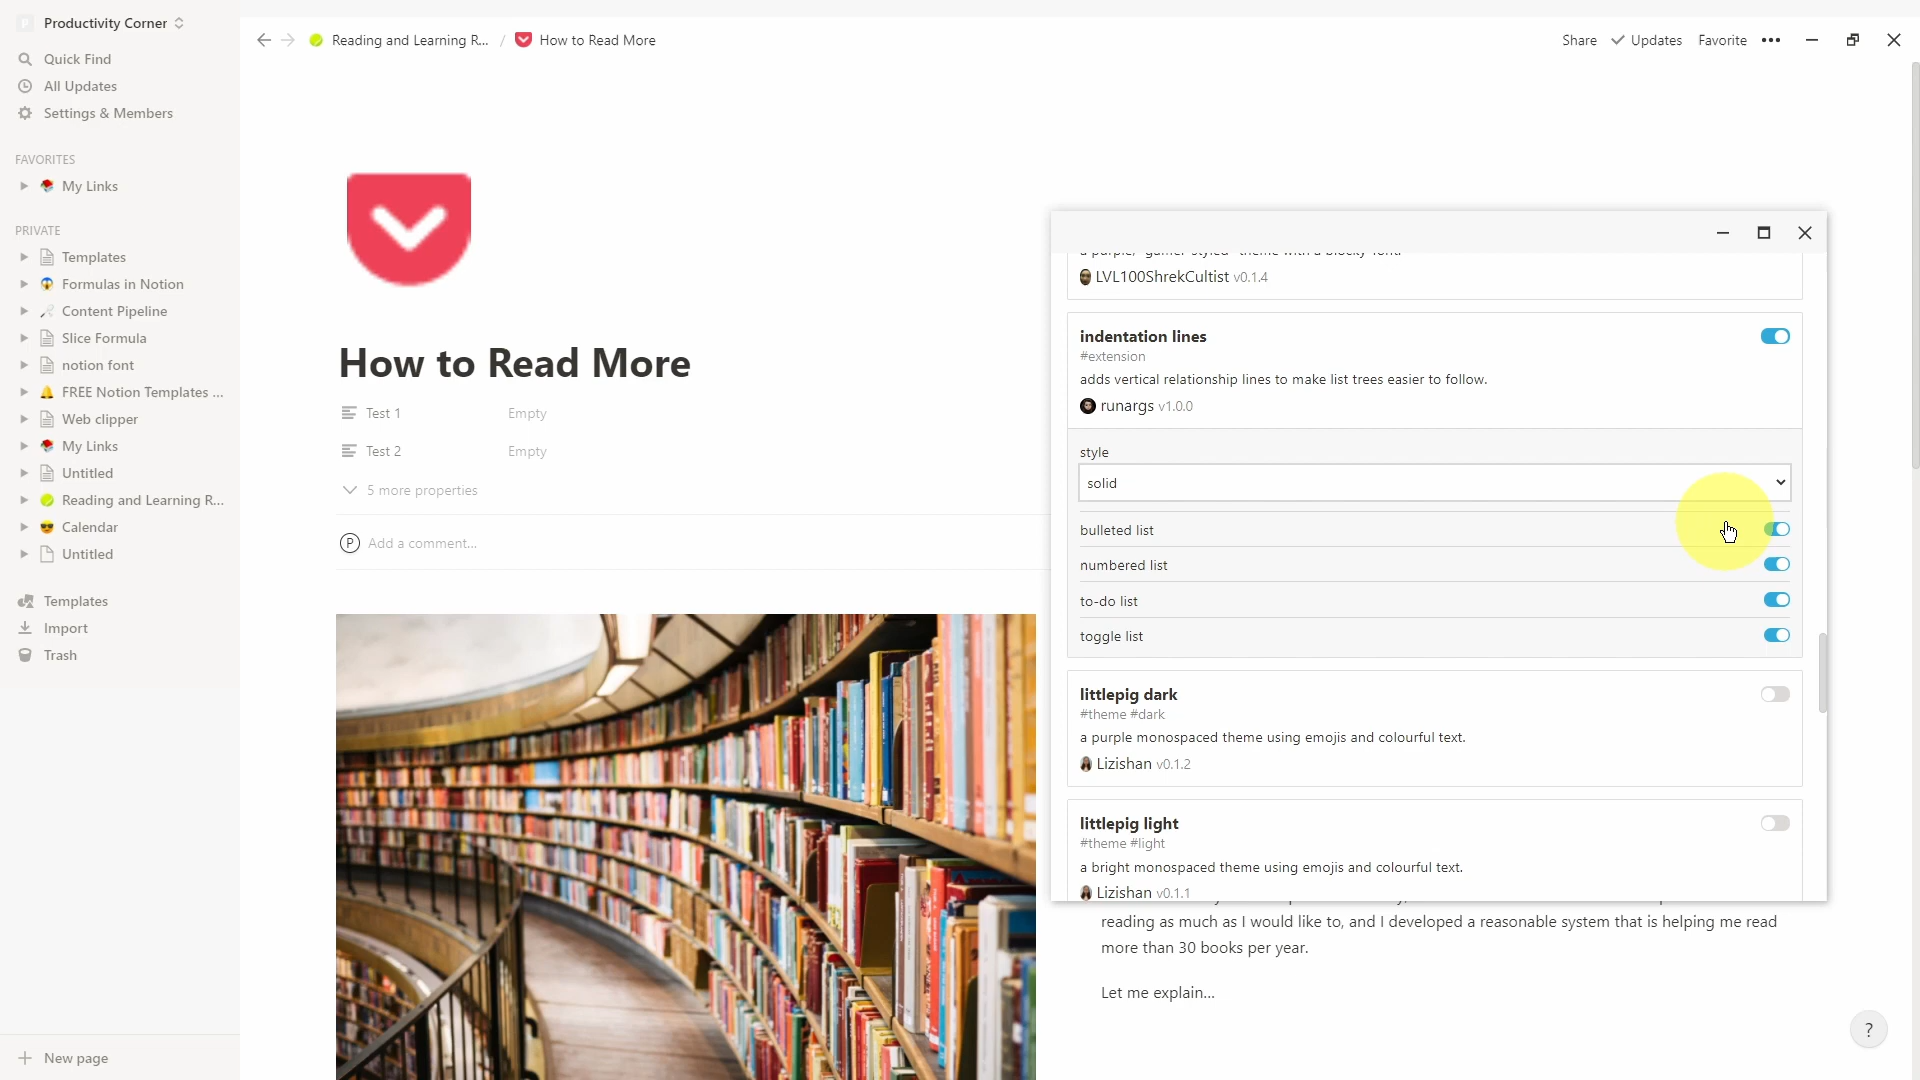 P Productivity Corner
Quick Find
All Updates
Settings & Members
FAVORITES
My Links
PRIVATE
Templates
Formulas in Notion
Content Pipeline
Slice Formula
notion font
FREE Notion Templates ...
Web clipper
My Links
Untitled
Reading and Learning R...
Calendar
Untitled
Templates
Import
Trash
New page
Reading and Learning R... / How to Read More
Share Updates Favorite
How to Read More
Test 1 Empty
Test 2 Empty
5 more properties
P Add a comment...
LVL100ShrekCultist v0.1.4
indentation lines
#extension
adds vertical relationship lines to make list trees easier to follow.
runargs v1.0.0
style
solid
bulleted list
numbered list
to-do list
toggle list
littlepig dark
#theme #dark
a purple monospaced theme using emojis and colourful text.
Lizishan v0.1.2
littlepig light
#theme #light
a bright monospaced theme using emojis and colourful text.
Lizishan v0.1.1
reading as much as I would like to, and I developed a reasonable system that is helping me read
more than 30 books per year.
Let me explain...
?